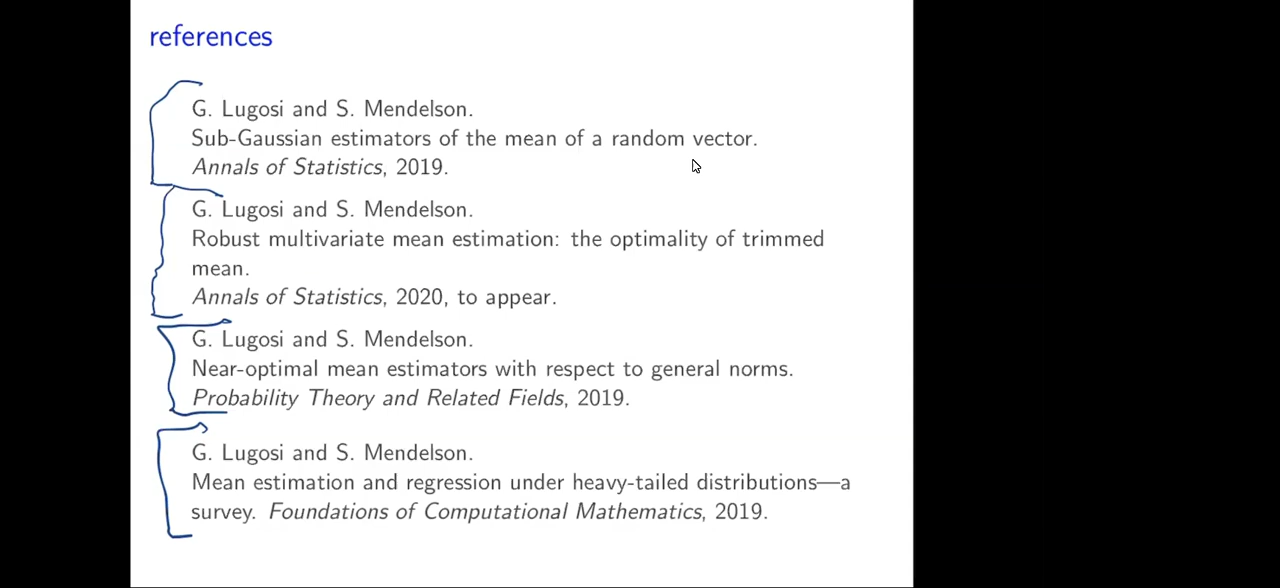 references
G. Lugosi and S. Mendelson.
Sub-Gaussian estimators of the mean of a random vector.
Annals of Statistics, 2019.
G. Lugosi and S. Mendelson.
Robust multivariate mean estimation: the optimality of trimmed
mean.
Annals of Statistics, 2020, to appear.
G. Lugosi and S. Mendelson.
Near-optimal mean estimators with respect to general norms.
Probability Theory and Related Fields, 2019.
G. Lugosi and S. Mendelson.
Mean estimation and regression under heavy-tailed distributions—a
survey. Foundations of Computational Mathematics, 2019.